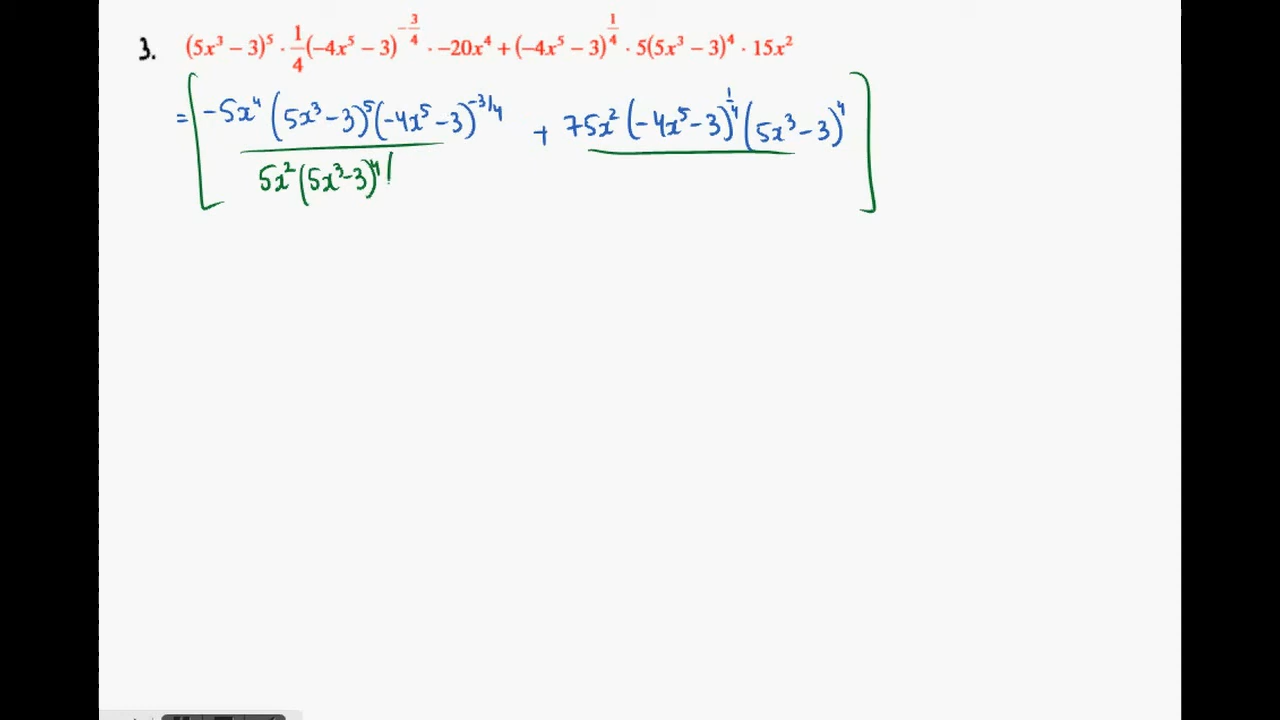 3. (5x³ − 3)⁵ · 1/4(−4x⁵ − 3)^(−3/4) · −20x⁴ + (−4x⁵ − 3)^(1/4) · 5(5x³ − 3)⁴ · 15x²
= [ −5x⁴ (5x³ − 3)⁵ (−4x⁵ − 3)^(−3/4) + 75x² (−4x⁵ − 3)^(1/4) (5x³ − 3)⁴ ]
5x² (5x³ − 3)⁴ (